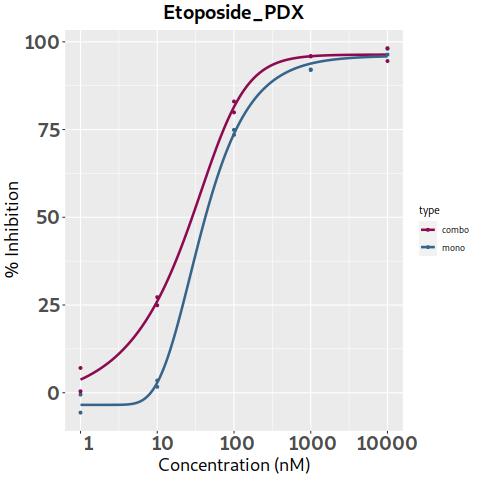 Etoposide_PDX
% Inhibition
100
75
50
25
0
1 10 100 1000 10000
Concentration (nM)
type
combo
mono